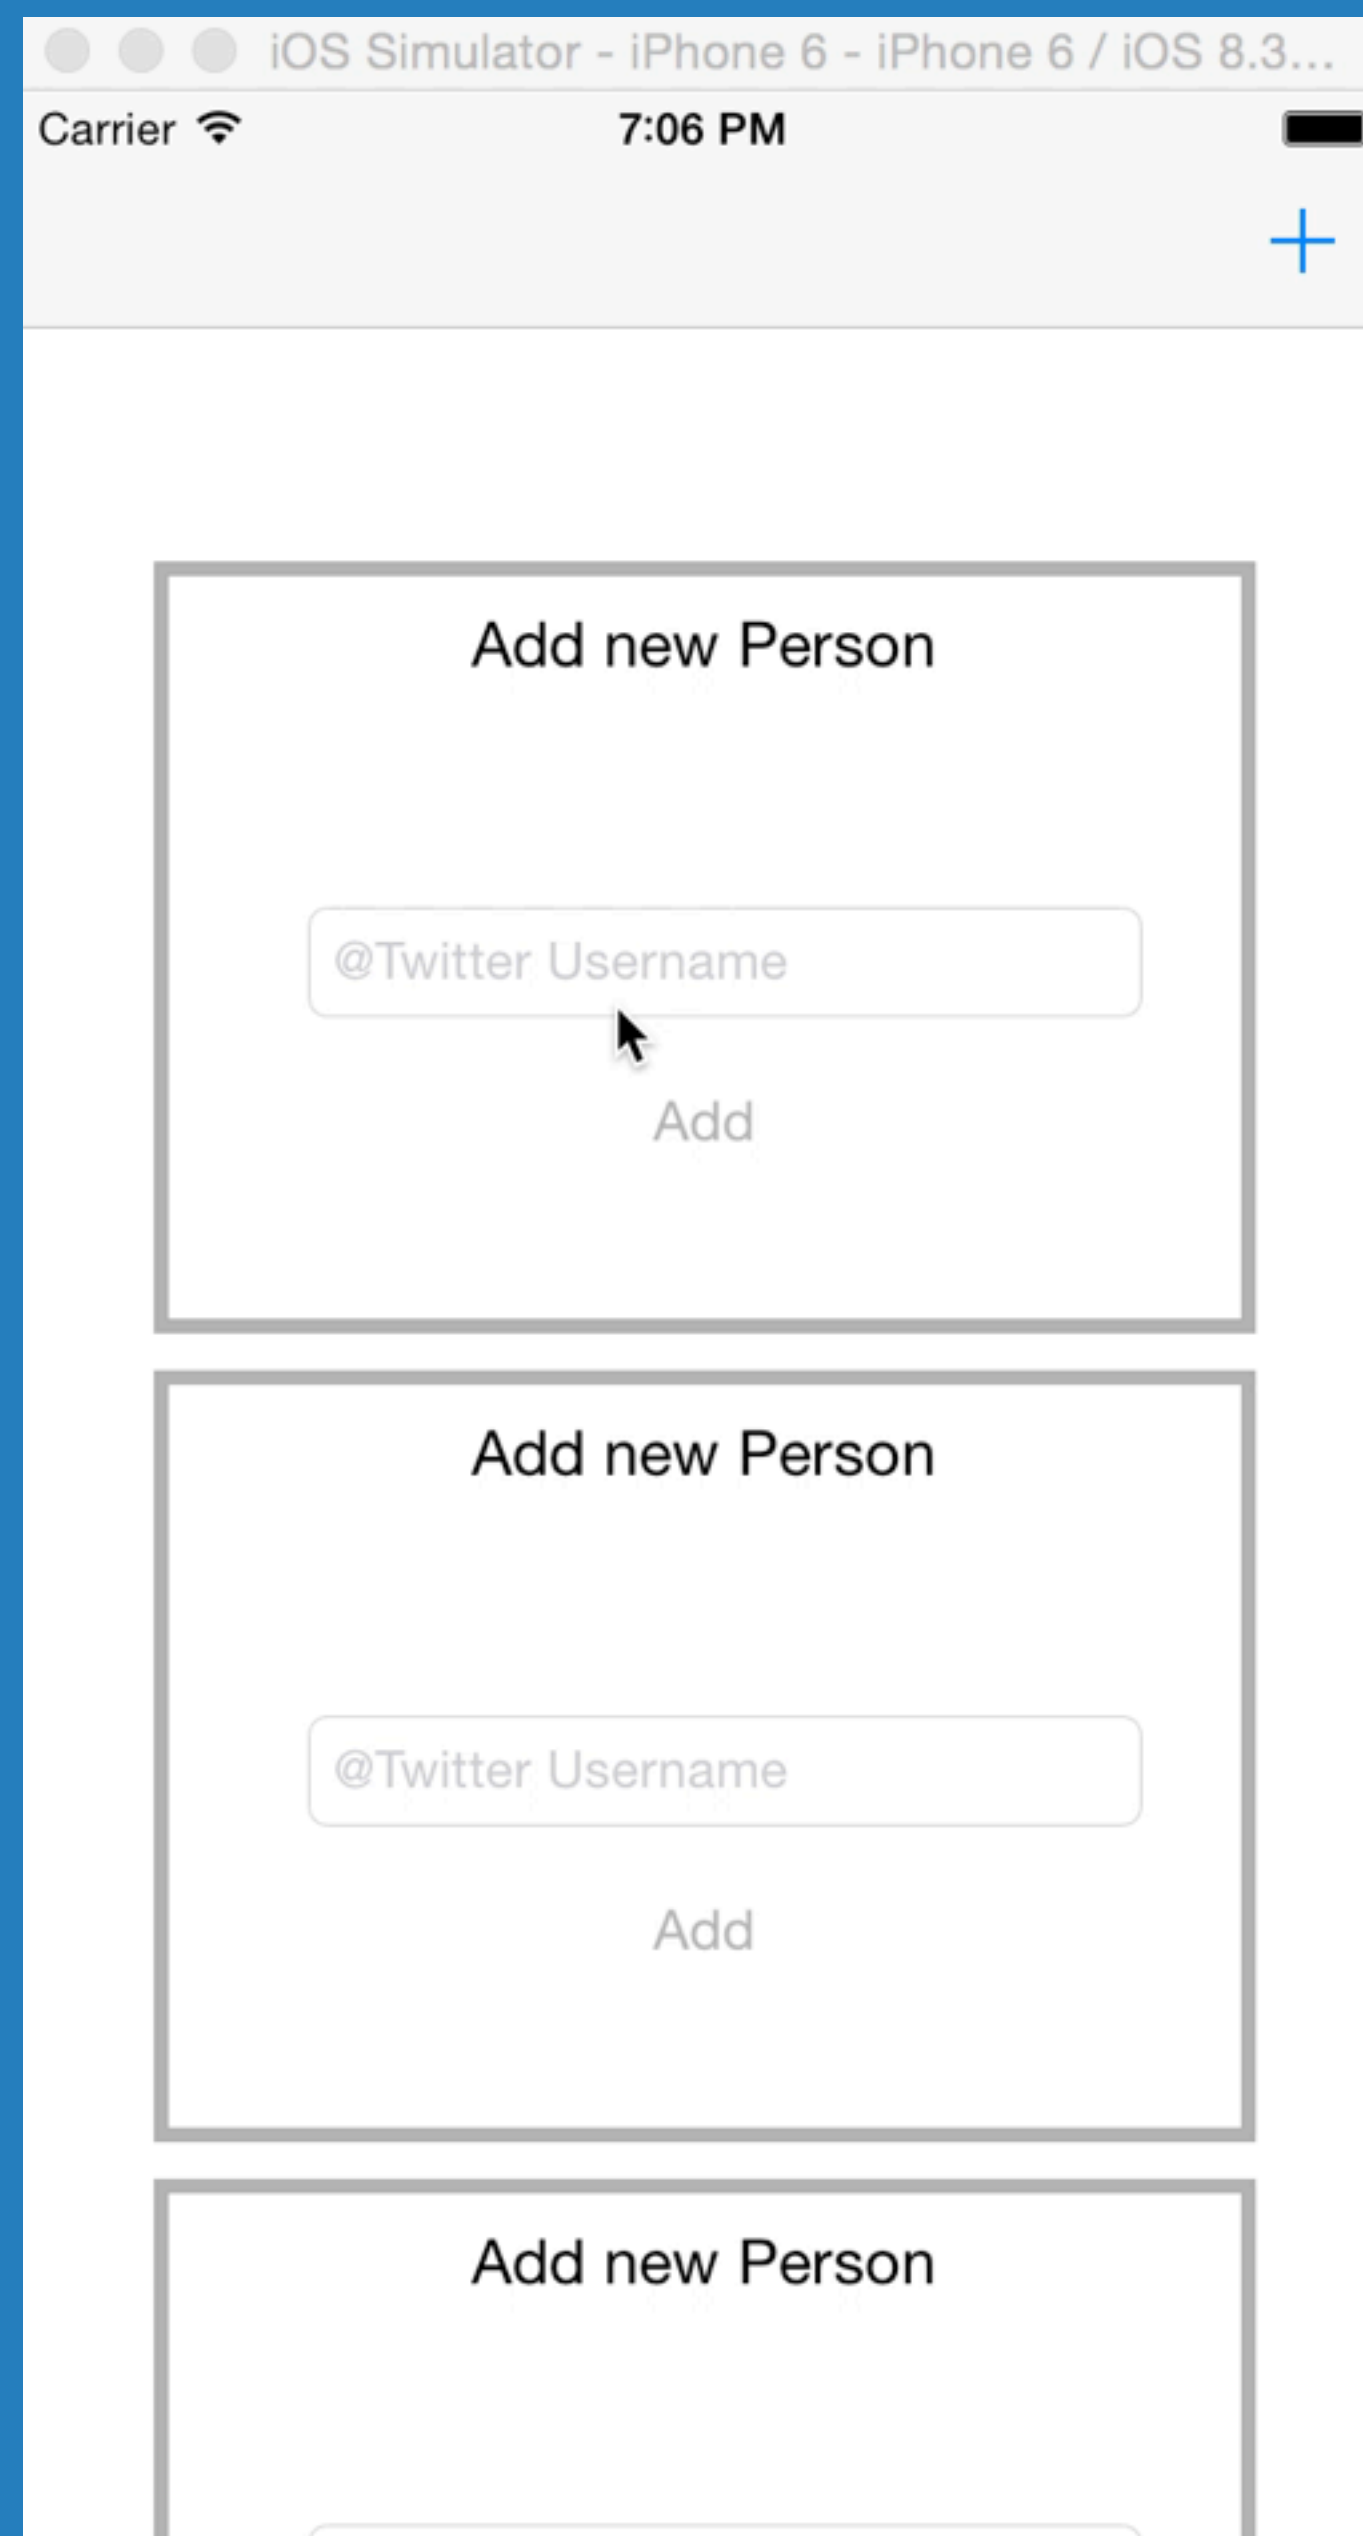 iOS Simulator - iPhone 6 - iPhone 6 / iOS 8.3...
Carrier 7:06 PM
Add new Person
@Twitter Username
Add
Add new Person
@Twitter Username
Add
Add new Person